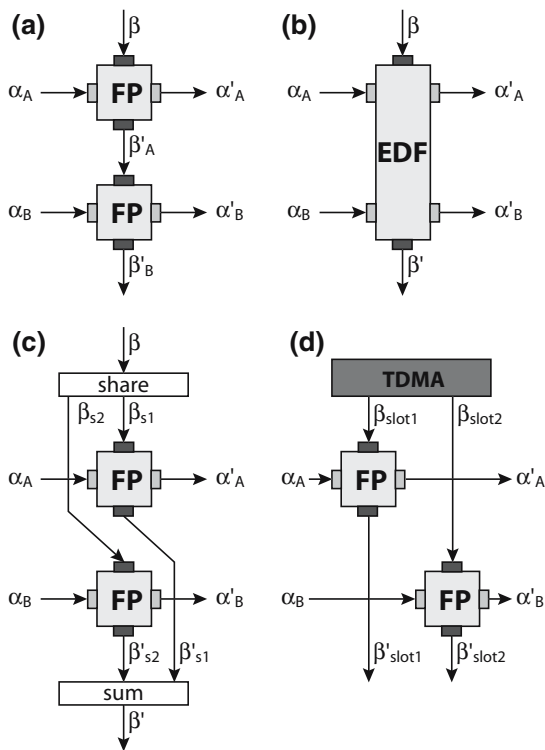 (a)
β
α_A
FP
α'_A
β'_A
α_B
FP
α'_B
β'_B
(b)
β
α_A
α'_A
EDF
α_B
α'_B
β'
(c)
β
share
β_s2
β_s1
α_A
FP
α'_A
α_B
FP
α'_B
β'_s2
β'_s1
sum
β'
(d)
TDMA
β_slot1
β_slot2
α_A
FP
α'_A
α_B
FP
α'_B
β'_slot1
β'_slot2